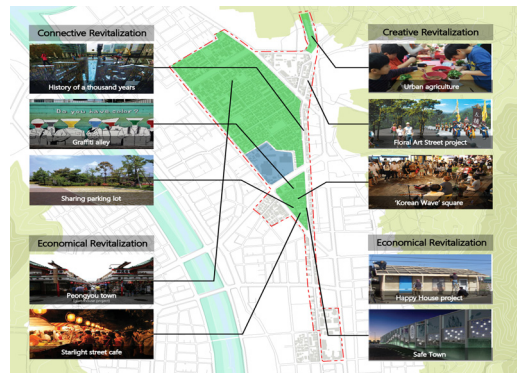 Connective Revitalization
History of a thousand years
Graffiti alley
Sharing parking lot
Economical Revitalization
Peongyou town
Starlight street cafe
Creative Revitalization
Urban agriculture
Floral Art Street project
'Korean Wave' square
Economical Revitalization
Happy House project
Safe Town